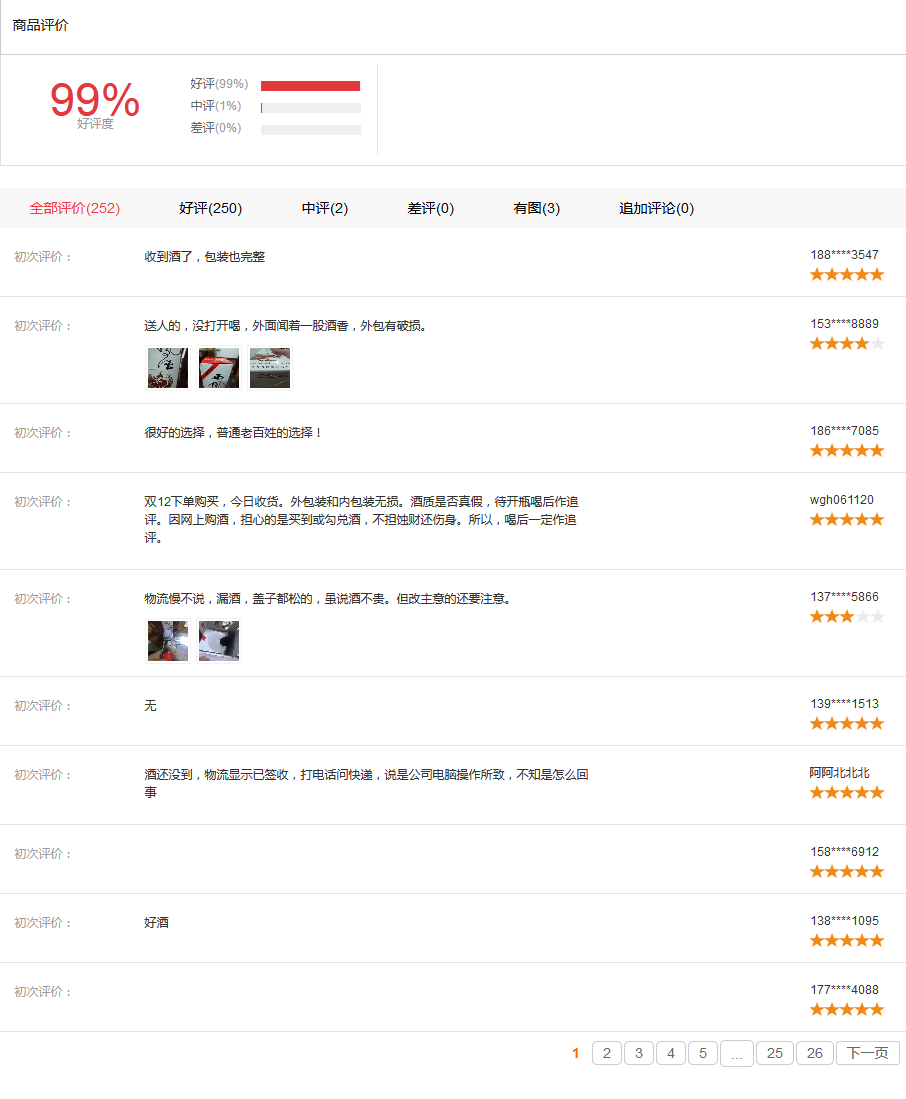 商品评价
99%
好评度
好评(99%)
中评(1%)
差评(0%)
全部评价(252) 好评(250) 中评(2) 差评(0) 有图(3) 追加评论(0)
初次评价： 收到酒了，包装也完整 188****3547
初次评价： 送人的，没打开喝，外面闻着一股酒香，外包有破损。 153****8889
初次评价： 很好的选择，普通老百姓的选择！ 186****7085
初次评价： 双12下单购买，今日收货。外包装和内包装无损。酒质是否真假，待开瓶喝后作追 wgh061120
评。因网上购酒，担心的是买到或勾兑酒，不担蚀财还伤身。所以，喝后一定作追
评。
初次评价： 物流慢不说，漏酒，盖子都松的，虽说酒不贵。但改主意的还要注意。 137****5866
初次评价： 无 139****1513
初次评价： 酒还没到，物流显示已签收，打电话问快递，说是公司电脑操作所致，不知是怎么回 阿阿北北北
事
初次评价： 158****6912
初次评价： 好酒 138****1095
初次评价： 177****4088
1 2 3 4 5 ... 25 26 下一页